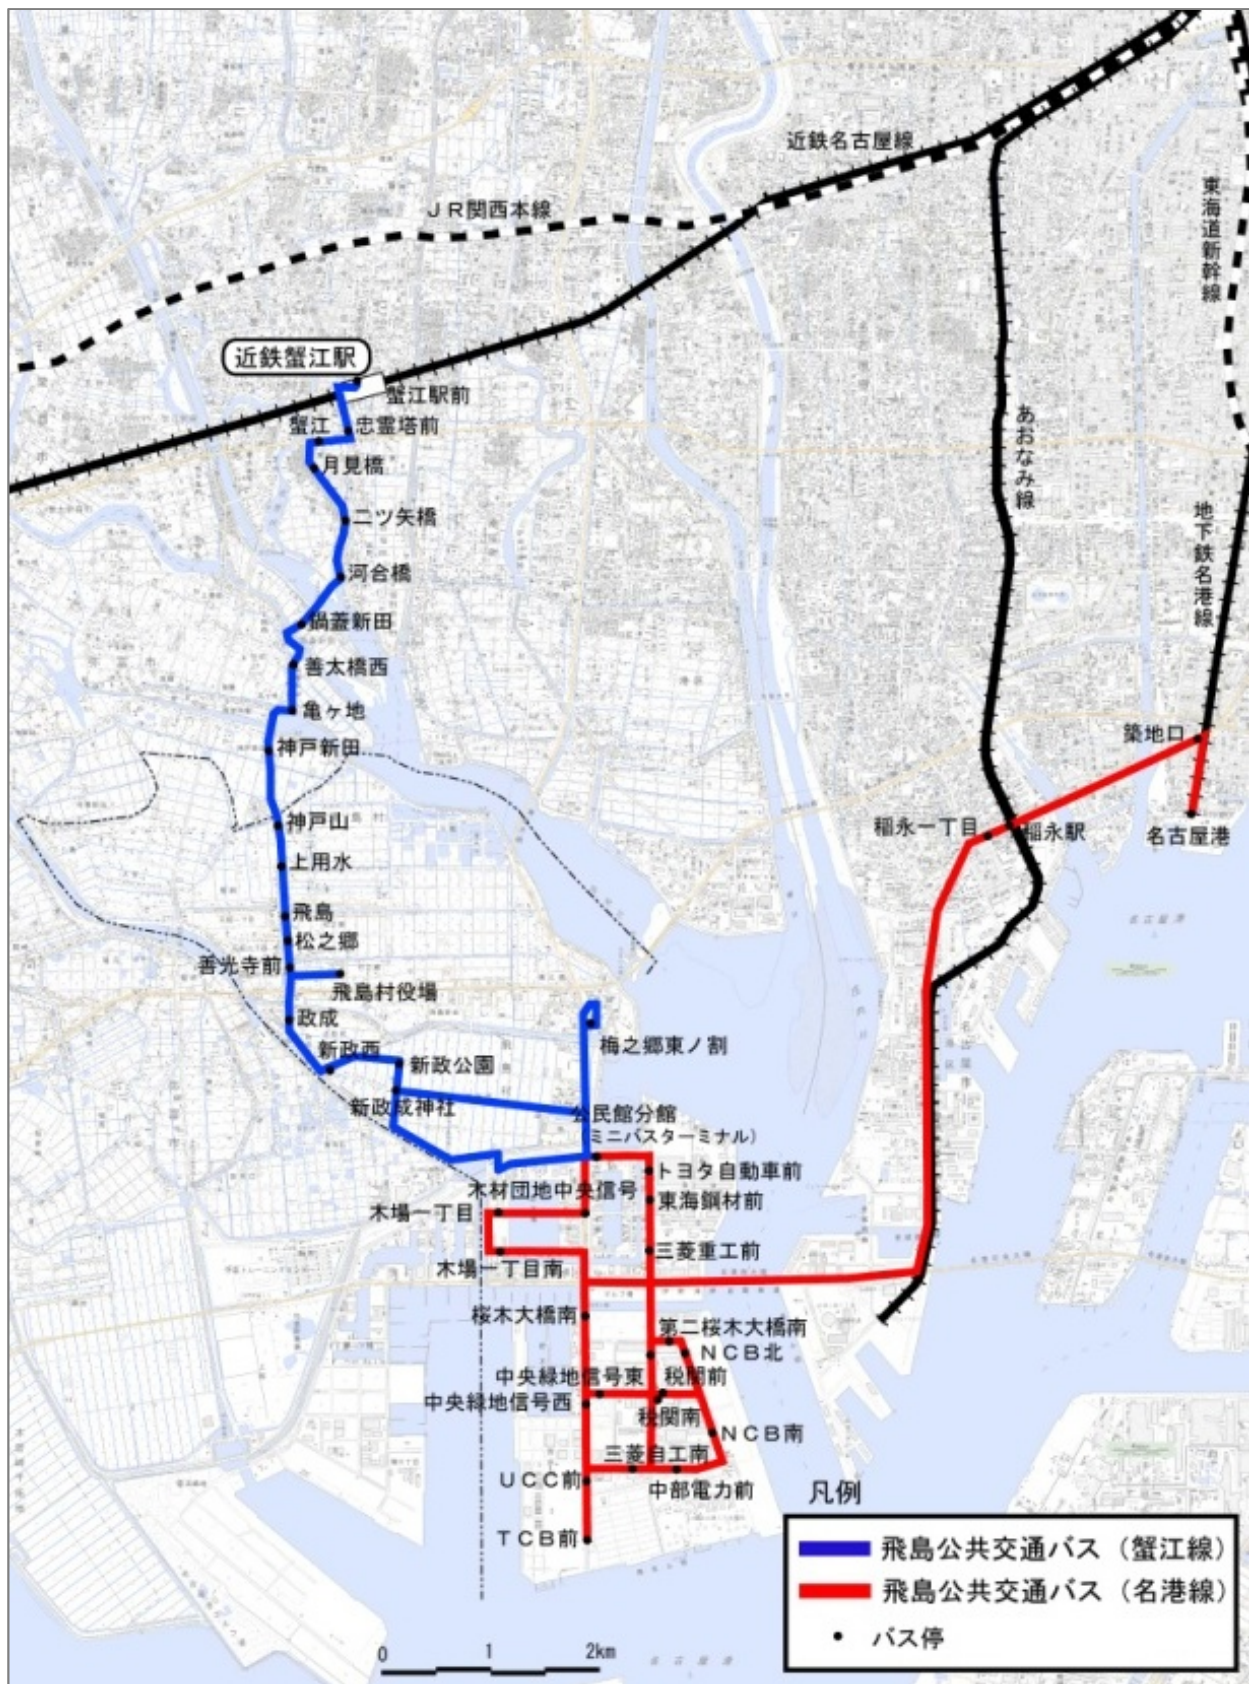 近鉄名古屋線
東海道新幹線
ＪＲ関西本線
近鉄蟹江駅
蟹江駅前
蟹江
忠霊塔前
月見橋
あおなみ線
地下鉄名港線
二ツ矢橋
河合橋
鍋蓋新田
善太橋西
亀ヶ地
神戸新田
築地口
神戸山
稲永一丁目
稲永駅
名古屋港
上用水
飛島
松之郷
善光寺前
飛島村役場
政成
梅之郷東ノ割
新政西
新政公園
新政成神社
公民館分館
（ミニバスターミナル）
トヨタ自動車前
木材団地中央信号
東海鋼材前
木場一丁目
三菱重工前
木場一丁目南
桜木大橋南
第二桜木大橋南
ＮＣＢ北
中央緑地信号東
税関前
中央緑地信号西
税関南
ＮＣＢ南
三菱自工南
ＵＣＣ前
中部電力前
ＴＣＢ前
凡例
飛島公共交通バス（蟹江線）
飛島公共交通バス（名港線）
バス停
0 1 2km